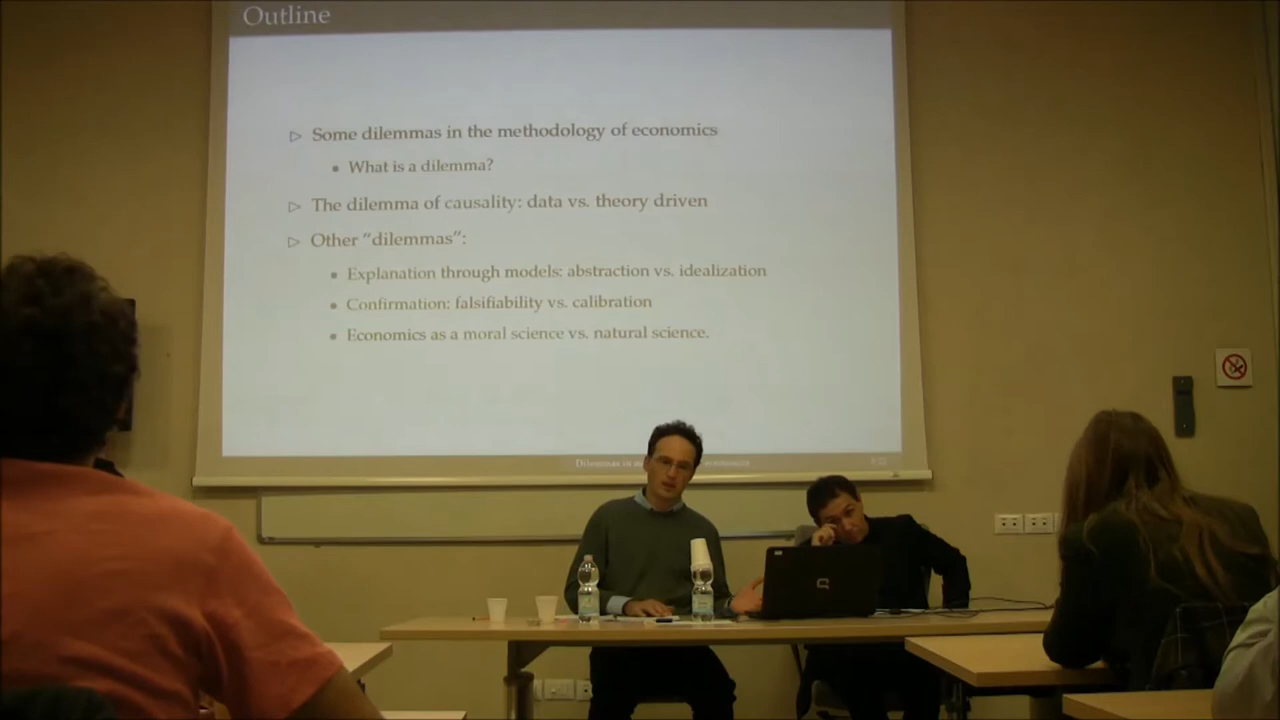 Outline
▷ Some dilemmas in the methodology of economics
• What is a dilemma?
▷ The dilemma of causality: data vs. theory driven
▷ Other “dilemmas”:
• Explanation through models: abstraction vs. idealization
• Confirmation: falsifiability vs. calibration
• Economics as a moral science vs. natural science.
Dilemmas in